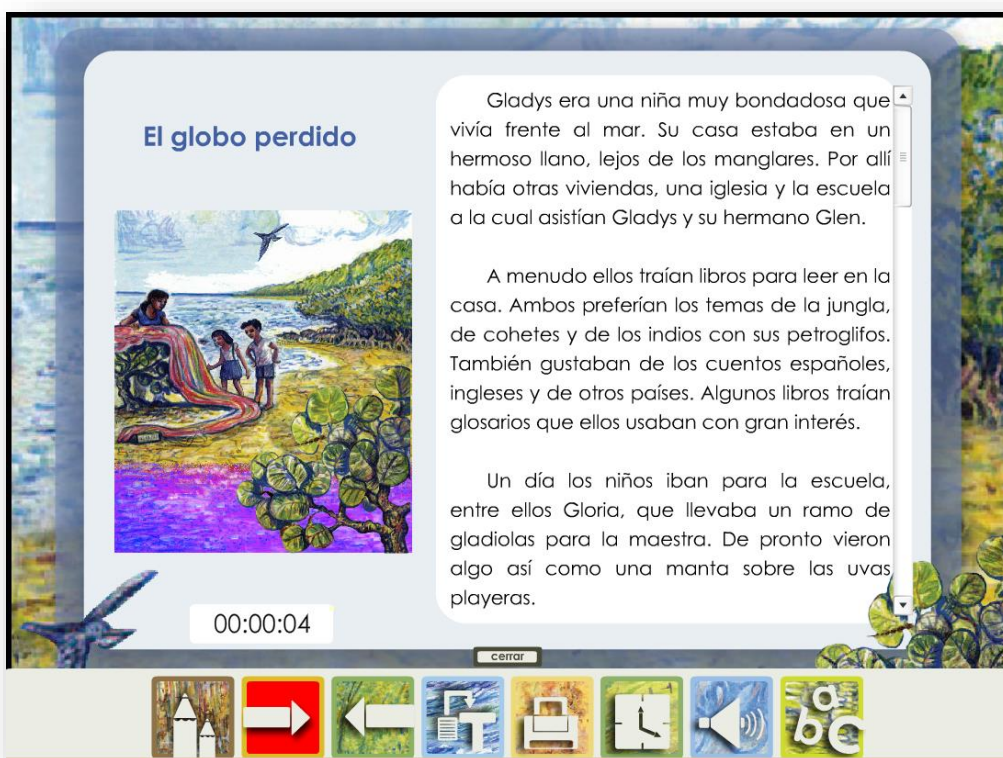 El globo perdido
Gladys era una niña muy bondadosa que
vivía frente al mar. Su casa estaba en un
hermoso llano, lejos de los manglares. Por allí
había otras viviendas, una iglesia y la escuela
a la cual asistían Gladys y su hermano Glen.
A menudo ellos traían libros para leer en la
casa. Ambos preferían los temas de la jungla,
de cohetes y de los indios con sus petroglifos.
También gustaban de los cuentos españoles,
ingleses y de otros países. Algunos libros traían
glosarios que ellos usaban con gran interés.
Un día los niños iban para la escuela,
entre ellos Gloria, que llevaba un ramo de
gladiolas para la maestra. De pronto vieron
algo así como una manta sobre las uvas
playeras.
00:00:04
cerrar
T
a
b c